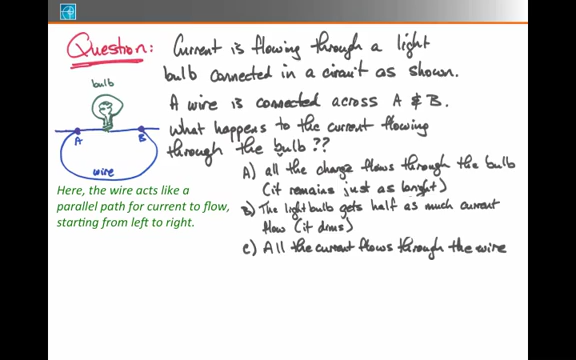 Question: Current is flowing through a light
bulb connected in a circuit as shown.
A wire is connected across A & B.
What happens to the current flowing
through the bulb ??
A) all the charge flows through the bulb
(it remains just as bright)
B) The light bulb gets half as much current
flow (it dims)
C) All the current flows through the wire
bulb
A
B
wire
Here, the wire acts like a
parallel path for current to flow,
starting from left to right.